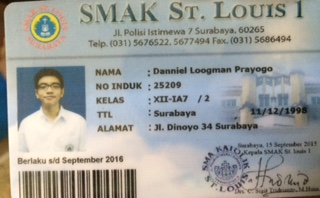 SMAK ST. LOUIS 1
Jl. Polisi Istimewa 7 Surabaya, 60265
Telp. (031) 5676522, 5677494 Fax. (031) 5686494
NAMA : Danniel Loogman Prayogo
NO INDUK : 25209
KELAS : XII-IA7 / 2
TTL : Surabaya 11/12/1998
ALAMAT : Jl. Dinoyo 34 Surabaya
Berlaku s/d September 2016
Surabaya, 15 September 2015
Kepala SMAK St. Louis 1
SMA KATOLIK
ST. LOUIS